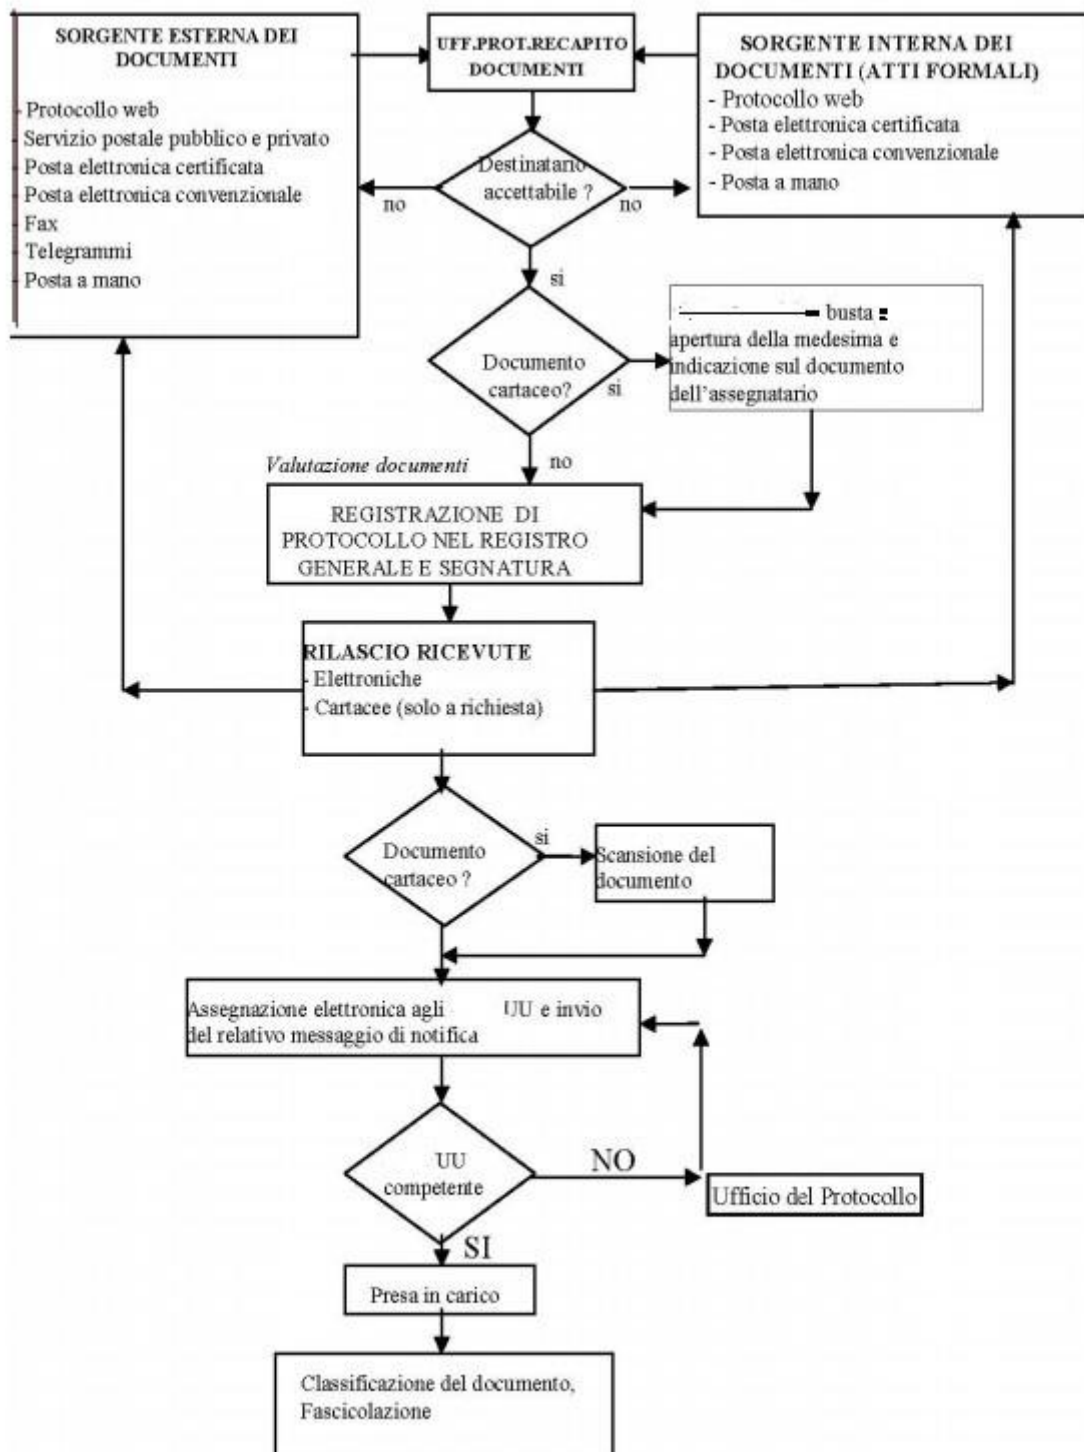 SORGENTE ESTERNA DEI
DOCUMENTI
- Protocollo web
- Servizio postale pubblico e privato
- Posta elettronica certificata
- Posta elettronica convenzionale
- Fax
- Telegrammi
- Posta a mano
UFF.PROT.RECAPITO
DOCUMENTI
SORGENTE INTERNA DEI
DOCUMENTI (ATTI FORMALI)
- Protocollo web
- Posta elettronica certificata
- Posta elettronica convenzionale
- Posta a mano
Destinatario
accettabile ?
no
no
si
Documento
cartaceo?
si
busta
apertura della medesima e
indicazione sul documento
dell'assegnatario
no
Valutazione documenti
REGISTRAZIONE DI
PROTOCOLLO NEL REGISTRO
GENERALE E SEGNATURA
RILASCIO RICEVUTE
- Elettroniche
- Cartacee (solo a richiesta)
Documento
cartaceo ?
si
Scansione del
documento
Assegnazione elettronica agli UU e invio
del relativo messaggio di notifica
UU
competente
NO
Ufficio del Protocollo
SI
Presa in carico
Classificazione del documento,
Fascicolazione